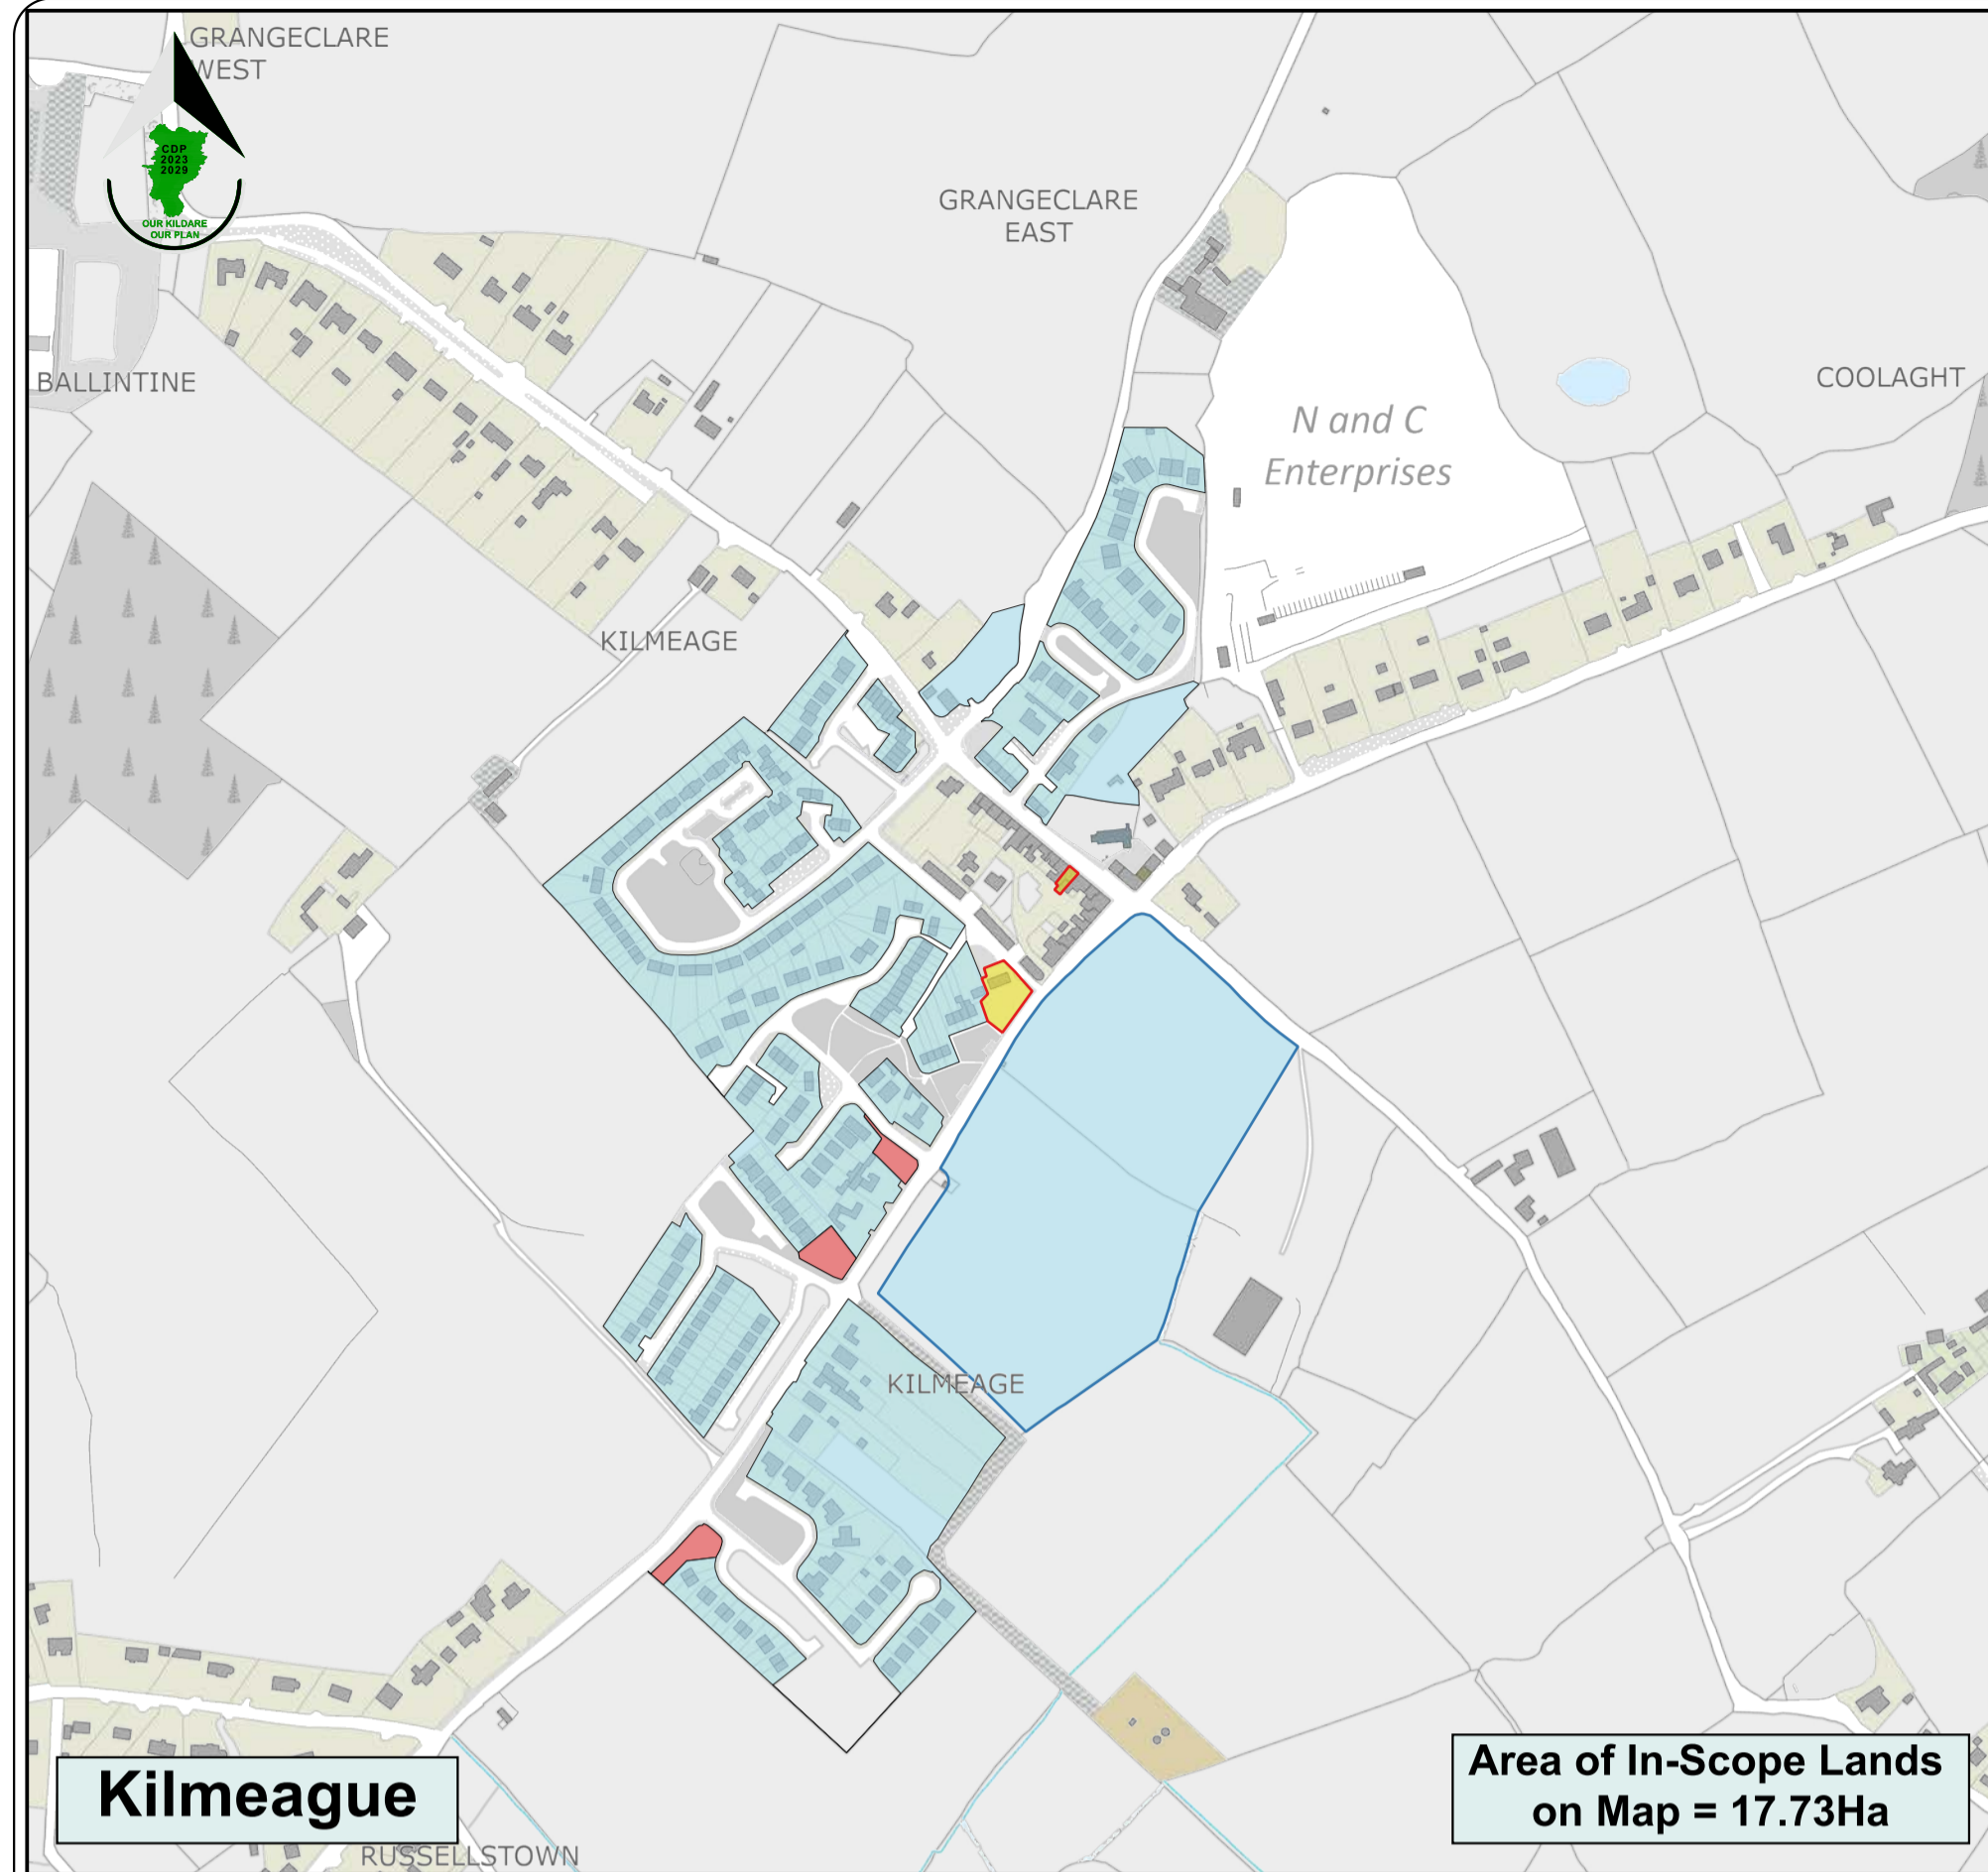 GRANGECLARE
WEST
CDP
2023
2029
OUR KILDARE
OUR PLAN
GRANGECLARE
EAST
BALLINTINE
COOLAGHT
N and C
Enterprises
KILMEAGE
KILMEAGE
Kilmeague
Area of In-Scope Lands
on Map = 17.73Ha
RUSSELLSTOWN